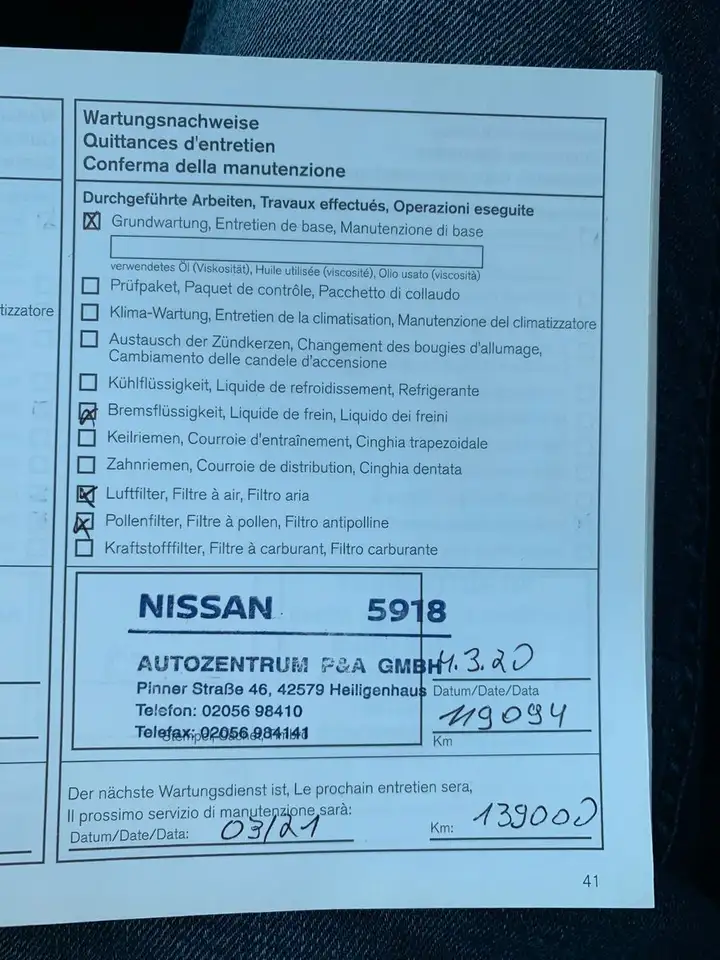 Wartungsnachweise
Quittances d'entretien
Conferma della manutenzione
Durchgeführte Arbeiten, Travaux effectués, Operazioni eseguite
Grundwartung, Entretien de base, Manutenzione di base
verwendetes Öl (Viskosität), Huile utilisée (viscosité), Olio usato (viscosità)
Prüfpaket, Paquet de contrôle, Pacchetto di collaudo
tizzatore
Klima-Wartung, Entretien de la climatisation, Manutenzione del climatizzatore
Austausch der Zündkerzen, Changement des bougies d'allumage,
Cambiamento delle candele d'accensione
Kühlflüssigkeit, Liquide de refroidissement, Refrigerante
Bremsflüssigkeit, Liquide de frein, Liquido dei freini
Keilriemen, Courroie d'entraînement, Cinghia trapezoidale
Zahnriemen, Courroie de distribution, Cinghia dentata
Luftfilter, Filtre à air, Filtro aria
Pollenfilter, Filtre à pollen, Filtro antipolline
Kraftstofffilter, Filtre à carburant, Filtro carburante
NISSAN 5918
AUTOZENTRUM P&A GMBH
Pinner Straße 46, 42579 Heiligenhaus
Telefon: 02056 98410
Telefax: 02056 984141
.3.20
Datum/Date/Data
119094
Km
Der nächste Wartungsdienst ist, Le prochain entretien sera,
Il prossimo servizio di manutenzione sarà:
Datum/Date/Data: 03/21
Km: 139000
41